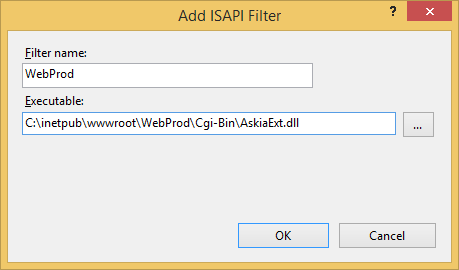 Add ISAPI Filter
?
Filter name:
WebProd
Executable:
C:\inetpub\wwwroot\WebProd\Cgi-Bin\AskiaExt.dll
...
OK
Cancel